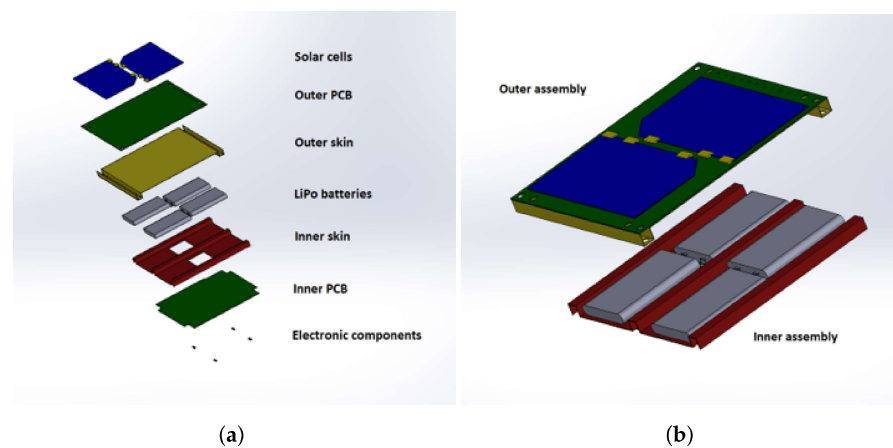 Solar cells
Outer PCB
Outer skin
LiPo batteries
Inner skin
Inner PCB
Electronic components
Outer assembly
Inner assembly
(a)
(b)